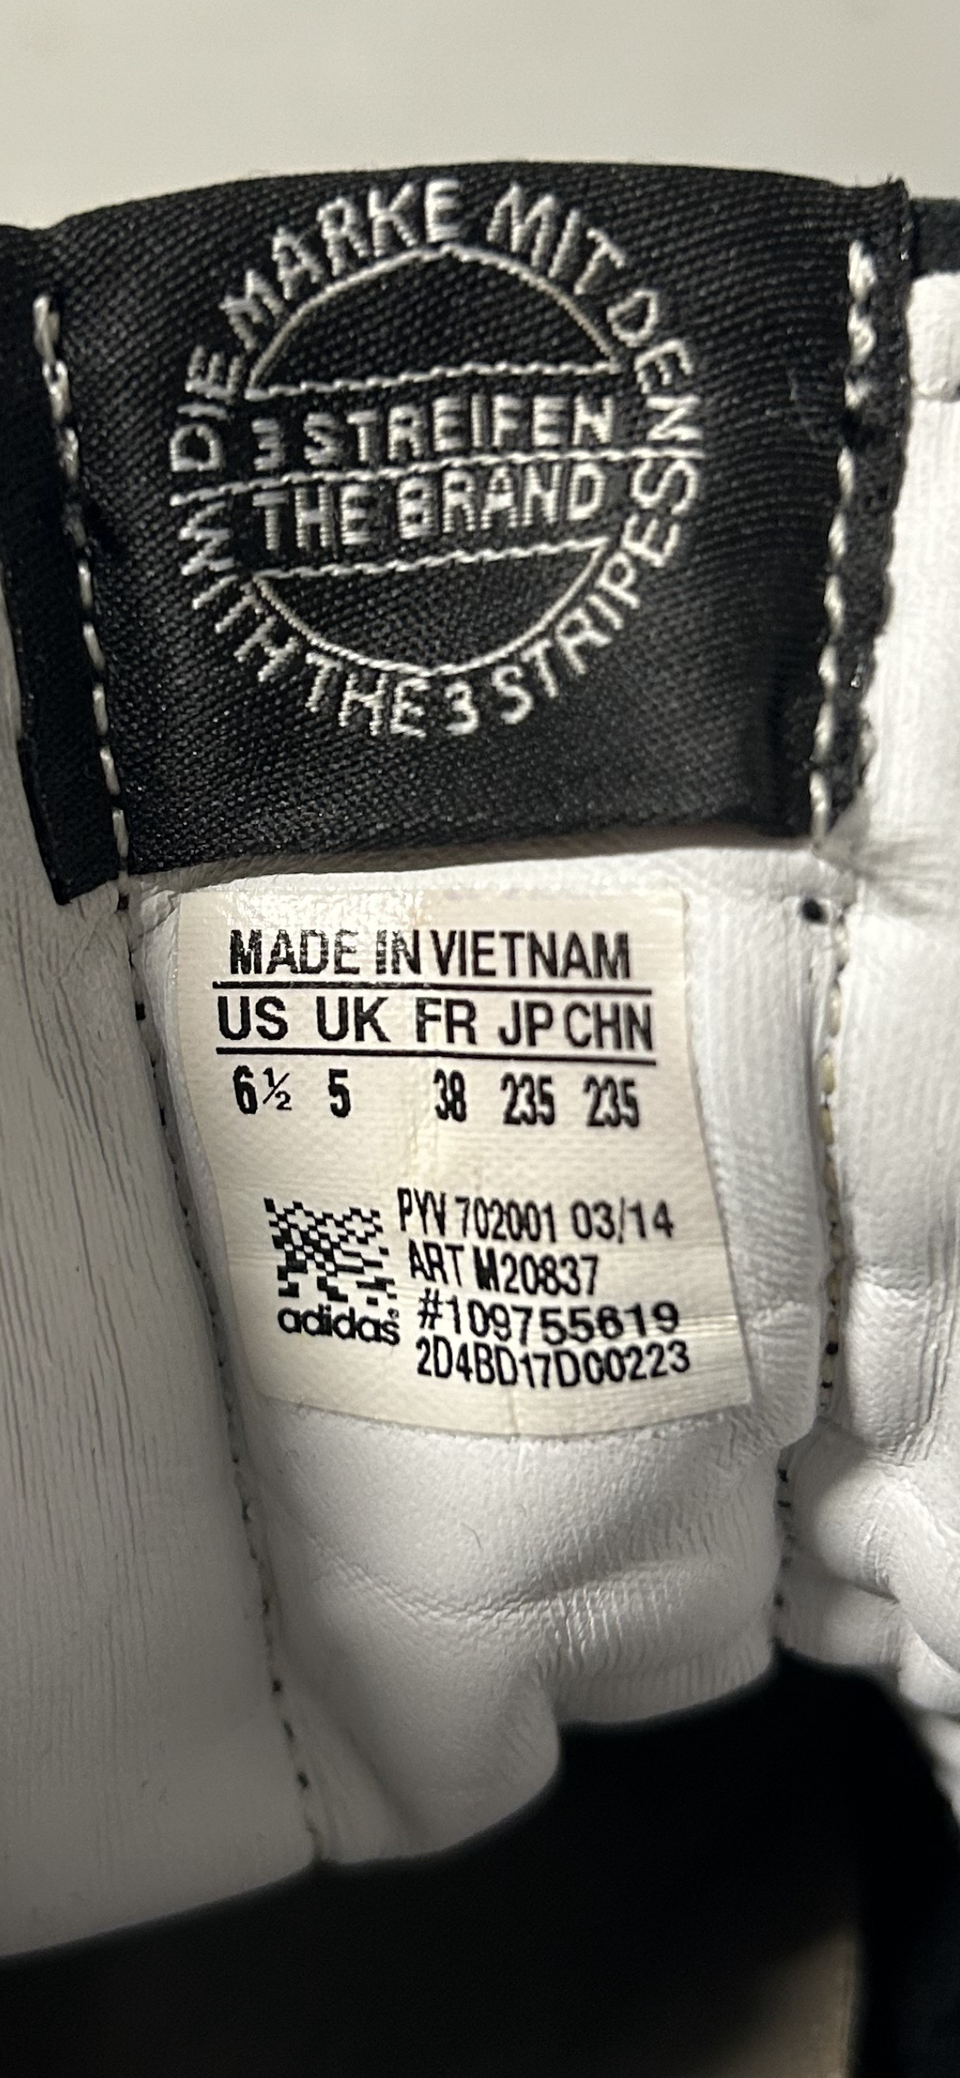 DIE MARKE MIT DEN
3 STREIFEN
THE BRAND
WITH THE 3 STRIPES
MADE IN VIETNAM
US UK FR JP CHN
6½ 5 38 235 235
PYV 702001 03/14
ART M20837
#109755619
2D4BD17DC0223
adidas